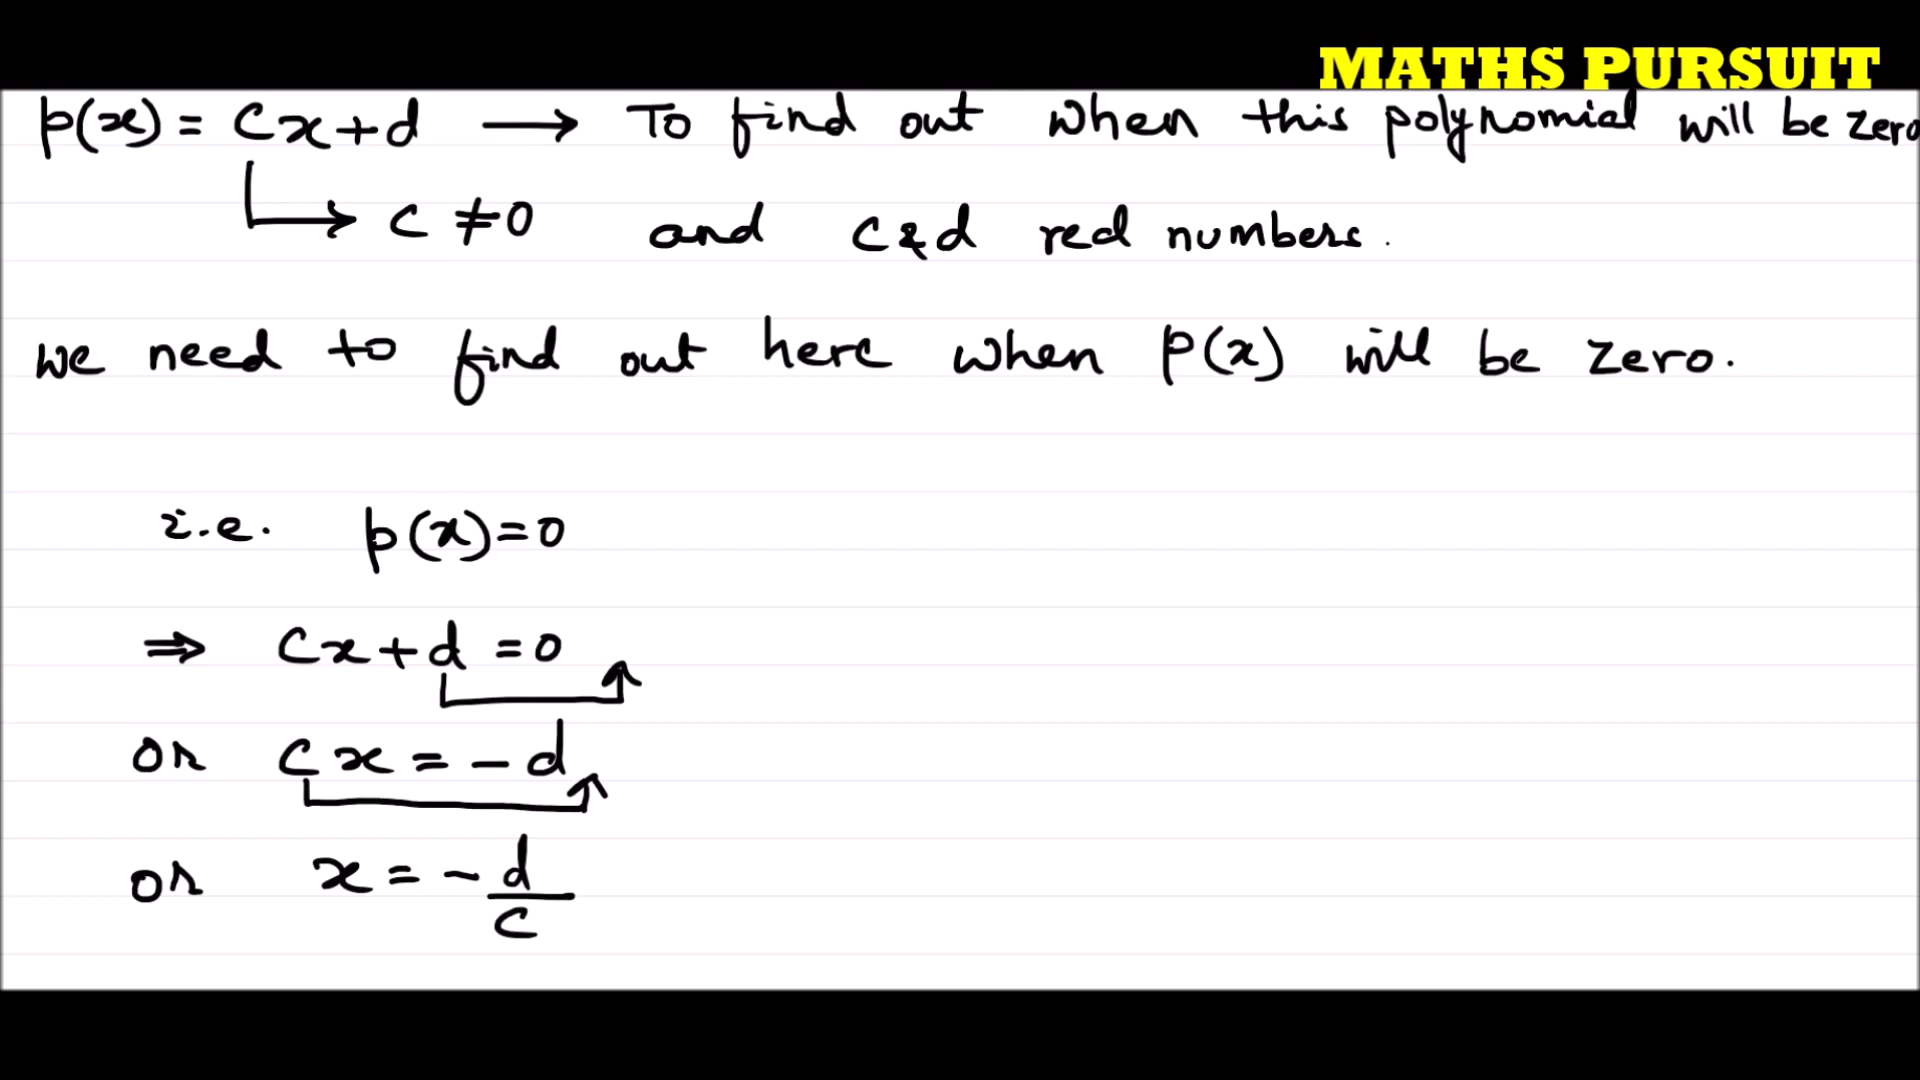 MATHS PURSUIT
p(x) = cx+d → To find out when this polynomial will be zero
c ≠ 0 and c & d real numbers.
we need to find out here when p(x) will be zero.
i.e. p(x)=0
⇒ cx+d = 0
or cx = -d
or x = -d/c